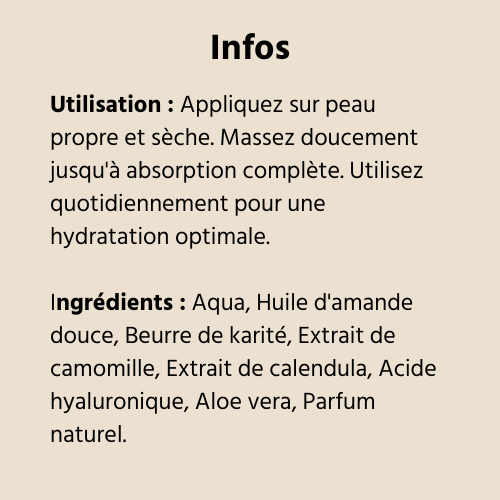 Infos
Utilisation : Appliquez sur peau
propre et sèche. Massez doucement
jusqu'à absorption complète. Utilisez
quotidiennement pour une
hydratation optimale.
Ingrédients : Aqua, Huile d'amande
douce, Beurre de karité, Extrait de
camomille, Extrait de calendula, Acide
hyaluronique, Aloe vera, Parfum
naturel.